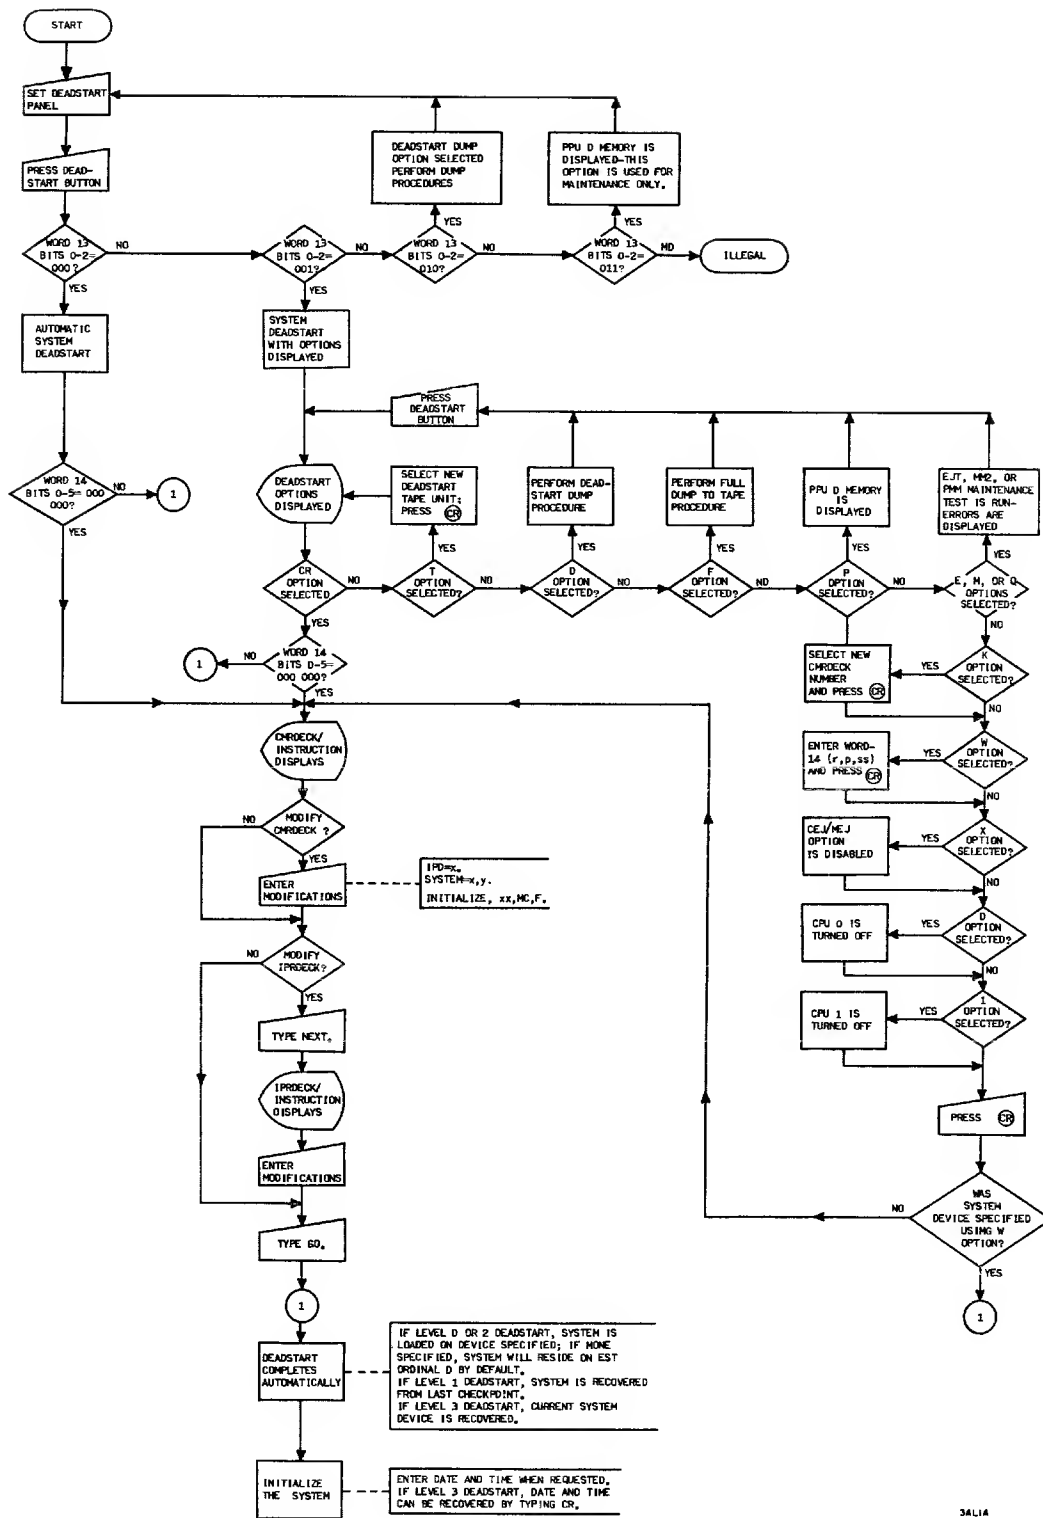 START
SET DEADSTART
PANEL
PRESS DEAD-
START BUTTON
WORD 13
BITS 0-2=
000?
NO
YES
WORD 13
BITS 0-2=
001?
NO
YES
DEADSTART DUMP
OPTION SELECTED
PERFORM DUMP
PROCEDURES
YES
WORD 13
BITS 0-2=
010?
NO
PPU D MEMORY IS
DISPLAYED-THIS
OPTION IS USED FOR
MAINTENANCE ONLY.
YES
WORD 13
BITS 0-2=
011?
MD
ILLEGAL
AUTOMATIC
SYSTEM
DEADSTART
SYSTEM
DEADSTART
WITH OPTIONS
DISPLAYED
PRESS
DEADSTART
BUTTON
WORD 14
BITS 0-5= 000
000?
NO
1
YES
DEADSTART
OPTIONS
DISPLAYED
SELECT NEW
DEADSTART
TAPE UNIT;
PRESS CR
PERFORM DEAD-
START DUMP
PROCEDURE
PERFORM FULL
DUMP TO TAPE
PROCEDURE
PPU D MEMORY
IS
DISPLAYED
EJT, MM2, OR
PMM MAINTENANCE
TEST IS RUN-
ERRORS ARE
DISPLAYED
YES
YES
YES
YES
YES
CR
OPTION
SELECTED
NO
T
OPTION
SELECTED?
NO
D
OPTION
SELECTED?
NO
F
OPTION
SELECTED?
ND
P
OPTION
SELECTED?
NO
E, M, OR Q
OPTIONS
SELECTED?
YES
NO
1
NO
WORD 14
BITS D-5=
000 000?
YES
SELECT NEW
CMRDECK
NUMBER
AND PRESS CR
YES
K
OPTION
SELECTED?
NO
CMRDECK/
INSTRUCTION
DISPLAYS
ENTER WORD-
14 (r,p,ss)
AND PRESS CR
YES
W
OPTION
SELECTED?
NO
NO
MODIFY
CMRDECK ?
YES
CEJ/MEJ
OPTION
IS DISABLED
YES
X
OPTION
SELECTED?
NO
ENTER
MODIFICATIONS
IPD=x.
SYSTEM=x,y.
INITIALIZE, xx,MC,F.
CPU 0 IS
TURNED OFF
YES
D
OPTION
SELECTED?
NO
NO
MODIFY
IPRDECK?
YES
CPU 1 IS
TURNED OFF
YES
1
OPTION
SELECTED?
TYPE NEXT.
IPRDECK/
INSTRUCTION
DISPLAYS
PRESS CR
ENTER
MODIFICATIONS
NO
WAS
SYSTEM
DEVICE SPECIFIED
USING W
OPTION?
YES
TYPE GO.
1
1
DEADSTART
COMPLETES
AUTOMATICALLY
IF LEVEL D OR 2 DEADSTART, SYSTEM IS
LOADED ON DEVICE SPECIFIED; IF MONE
SPECIFIED, SYSTEM WILL RESIDE ON EST
ORDINAL D BY DEFAULT.
IF LEVEL 1 DEADSTART, SYSTEM IS RECOVERED
FROM LAST CHECKPOINT.
IF LEVEL 3 DEADSTART, CURRENT SYSTEM
DEVICE IS RECOVERED.
INITIALIZE
THE SYSTEM
ENTER DATE AND TIME WHEN REQUESTED.
IF LEVEL 3 DEADSTART, DATE AND TIME
CAN BE RECOVERED BY TYPING CR.
3AL1A